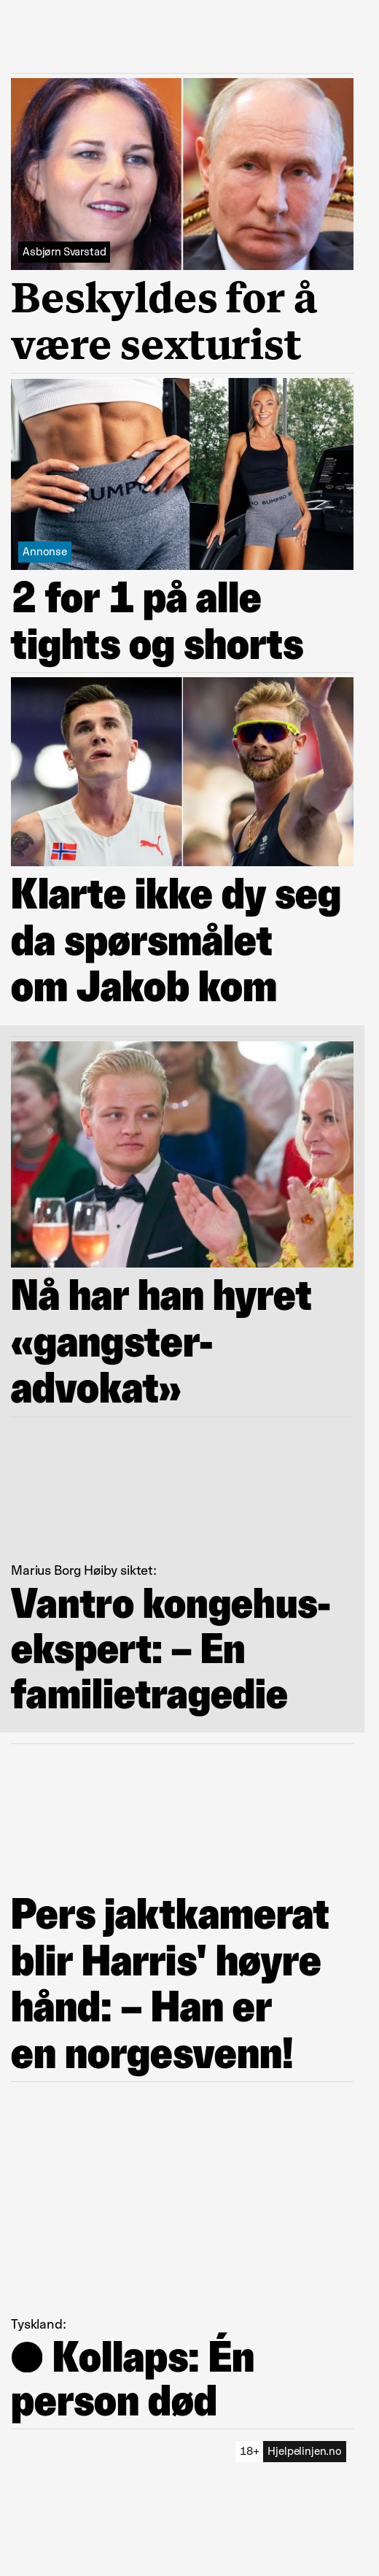 Asbjørn Svarstad
Beskyldes for å
være sexturist
BUMPRO
BUMPRO
Annonse
2 for 1 på alle
tights og shorts
Klarte ikke dy seg
da spørsmålet
om Jakob kom
Nå har han hyret
«gangster-
advokat»
Marius Borg Høiby siktet:
Vantro kongehus-
ekspert: – En
familietragedie
Pers jaktkamerat
blir Harris' høyre
hånd: – Han er
en norgesvenn!
Tyskland:
● Kollaps: Én
person død
18+ Hjelpelinjen.no